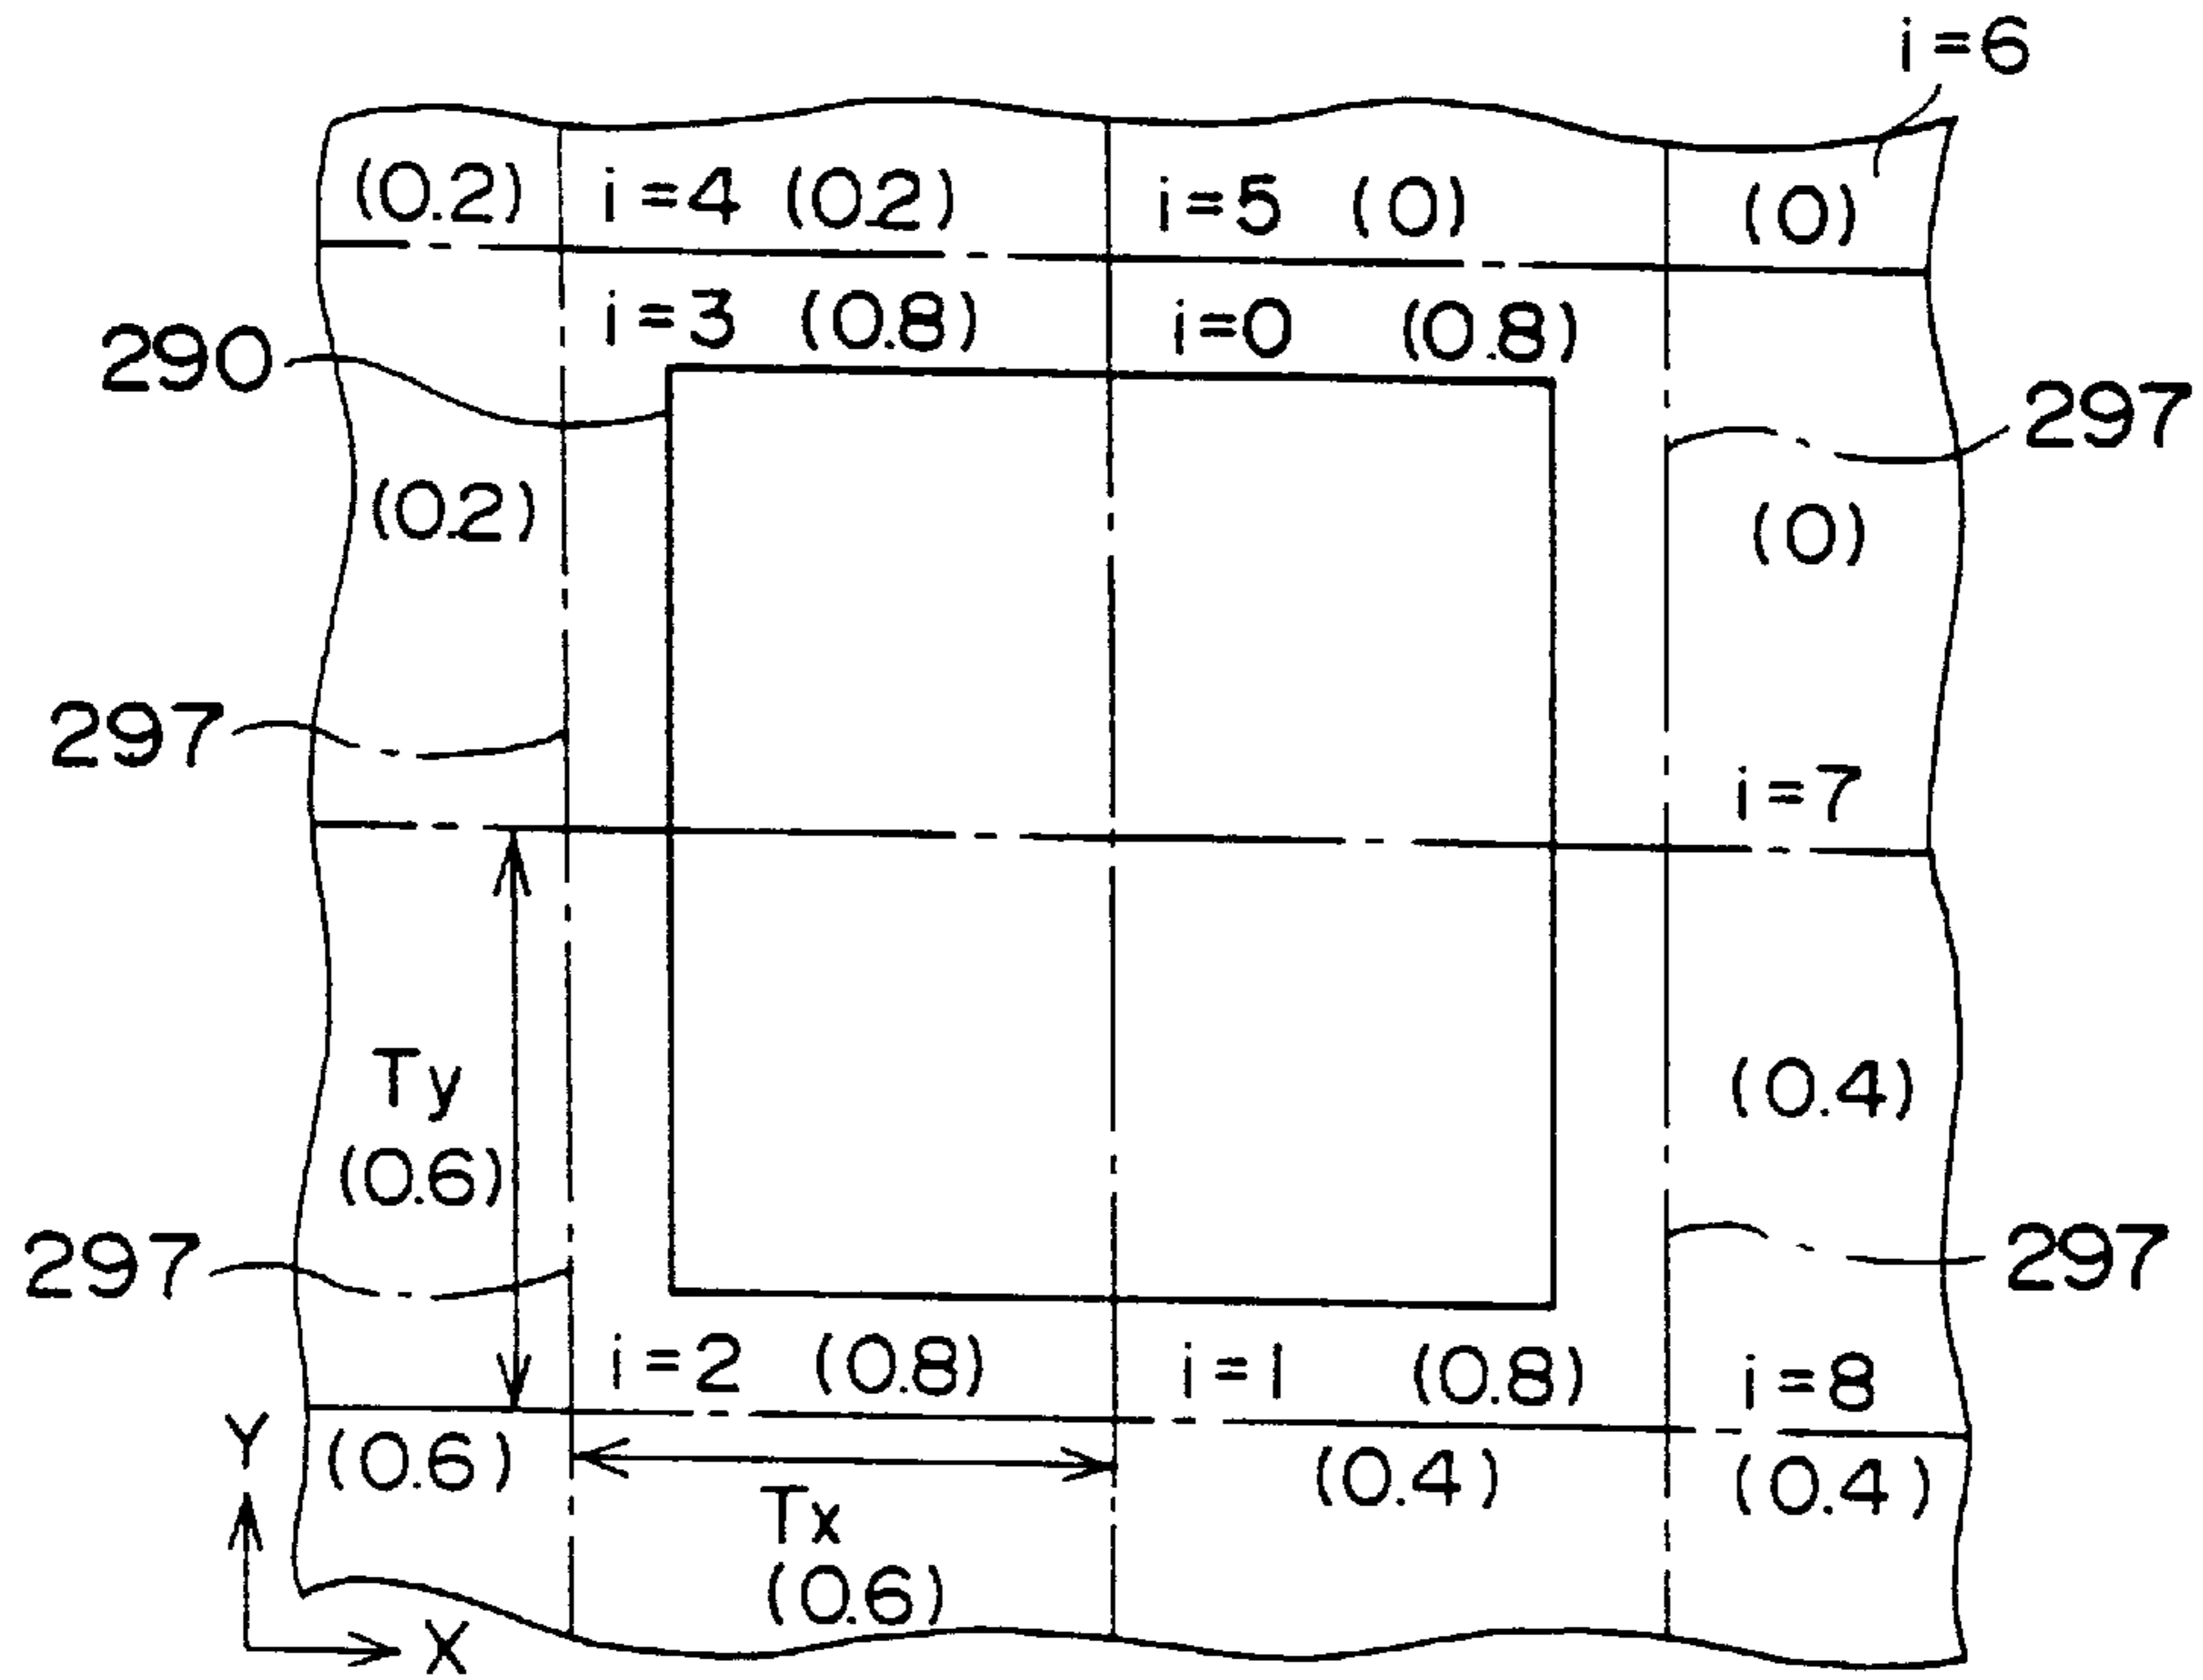 i=6
(0.2) i=4 (0.2) i=5 (0) (0)
i=3 (0.8) i=0 (0.8)
290
297
(0.2)
(0)
297
i=7
Ty
(0.6)
(0.4)
297
297
i=2 (0.8) i=1 (0.8) i=8
Y
(0.6)
(0.4) (0.4)
Tx
(0.6)
X